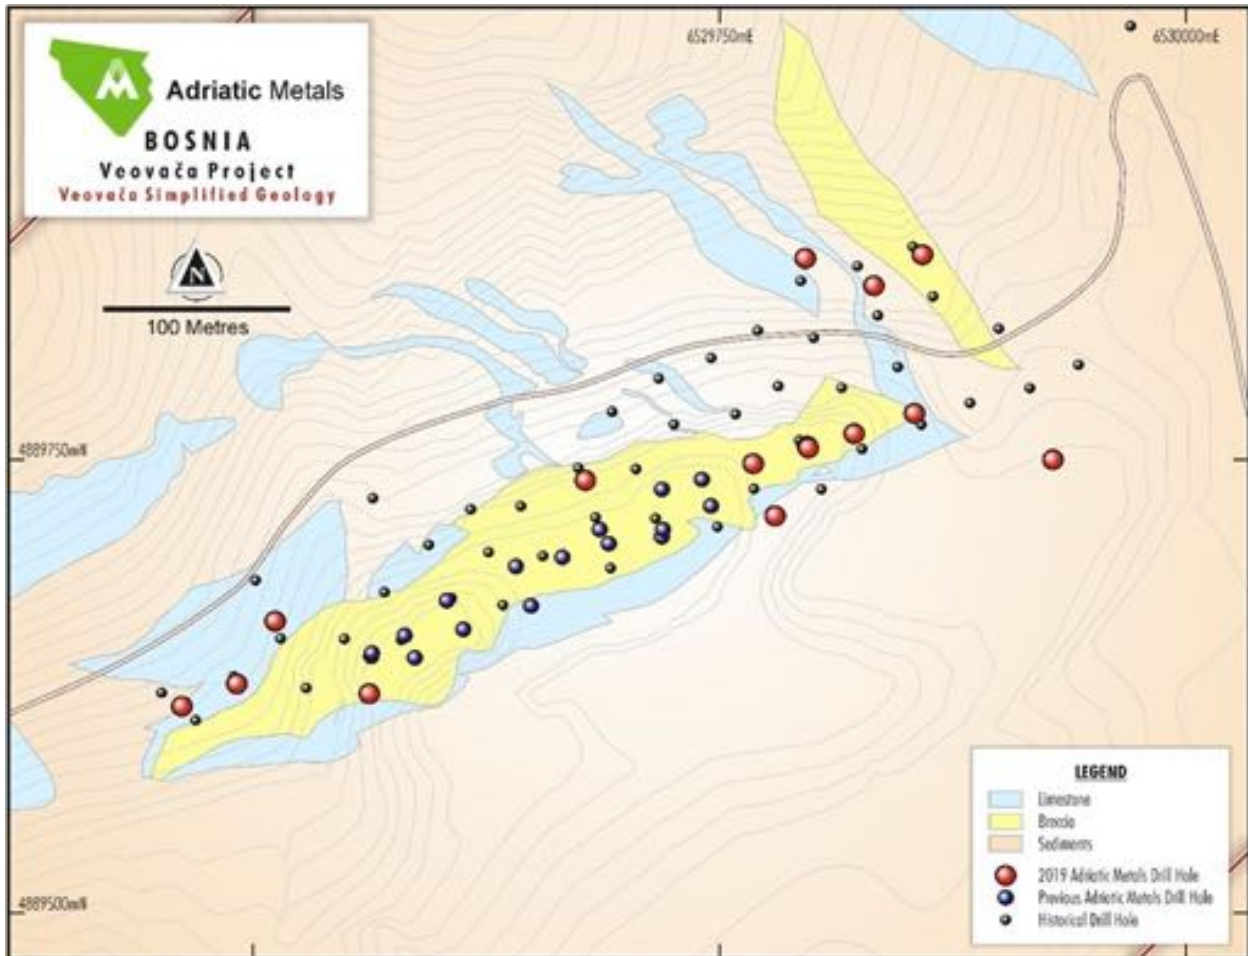 6529750mE
6530000mE
Adriatic Metals
BOSNIA
Veovača Project
Veovača Simplified Geology
N
100 Metres
4889750mN
4889500mN
LEGEND
Limestone
Breccia
Sediments
2019 Adriatic Metals Drill Hole
Previous Adriatic Metals Drill Hole
Historical Drill Hole